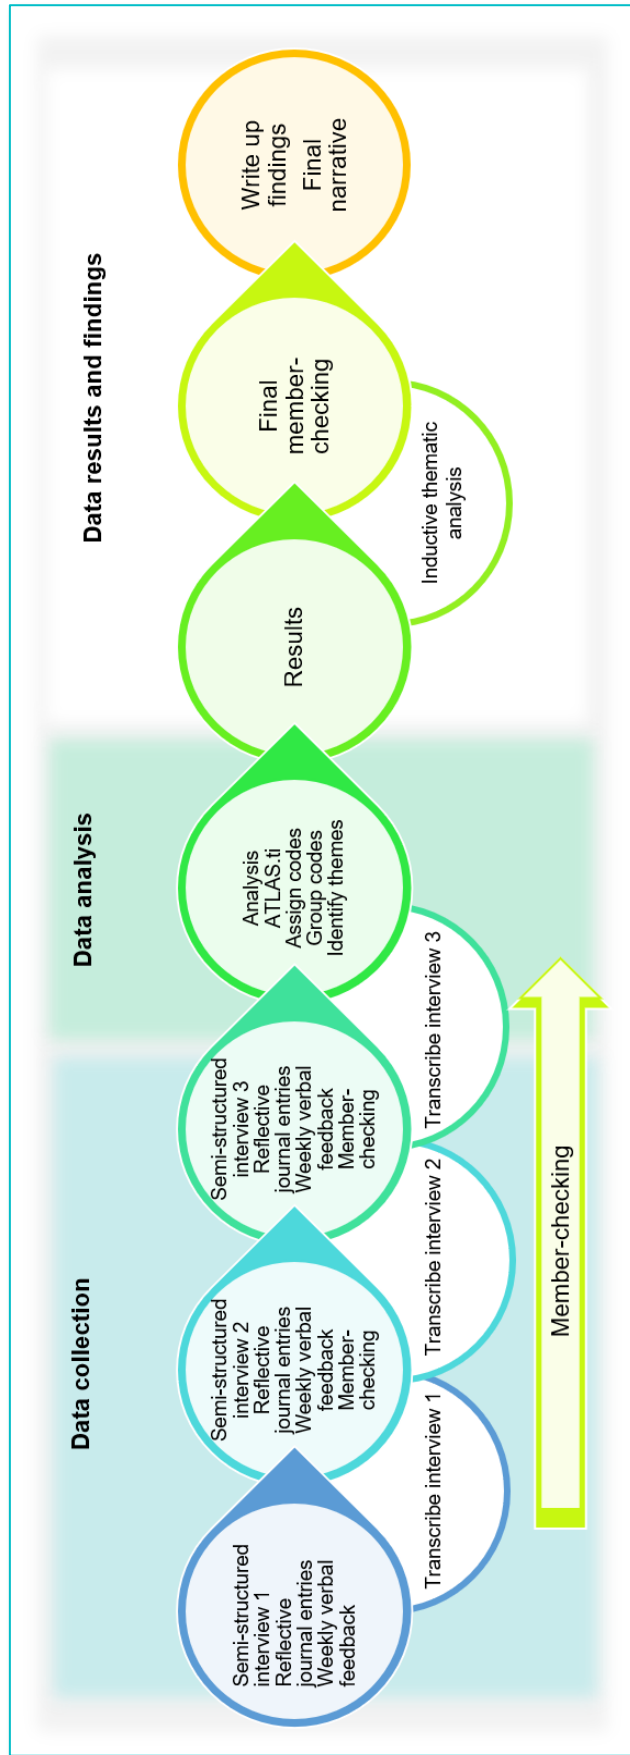 Data collection
Data analysis
Data results and findings
Semi-structured
interview 1
Reflective
journal entries
Weekly verbal
feedback
Semi-structured
interview 2
Reflective
journal entries
Weekly verbal
feedback
Member-
checking
Semi-structured
interview 3
Reflective
journal entries
Weekly verbal
feedback
Member-
checking
Analysis
ATLAS.ti
Assign codes
Group codes
Identify themes
Results
Final
member-
checking
Write up
findings
Final
narrative
Transcribe interview 1
Transcribe interview 2
Transcribe interview 3
Inductive thematic
analysis
Member-checking